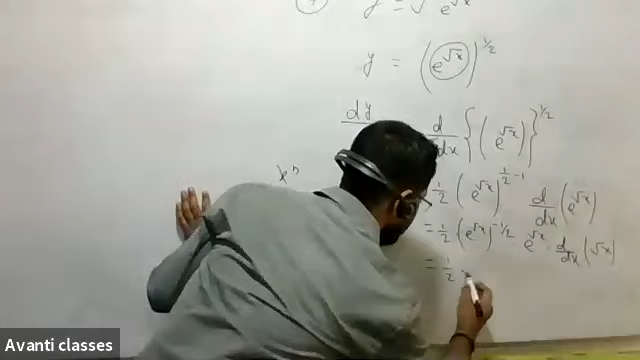 ④ y = √e^√x
y = (e^√x)^1/2
dy d/dx {(e^√x)}^1/2
x^n 1/2 (e^√x)^1/2 - 1 d/dx (e^√x)
= 1/2 (e^√x)^-1/2 e^√x d/dx (√x)
= 1/2
Avanti classes